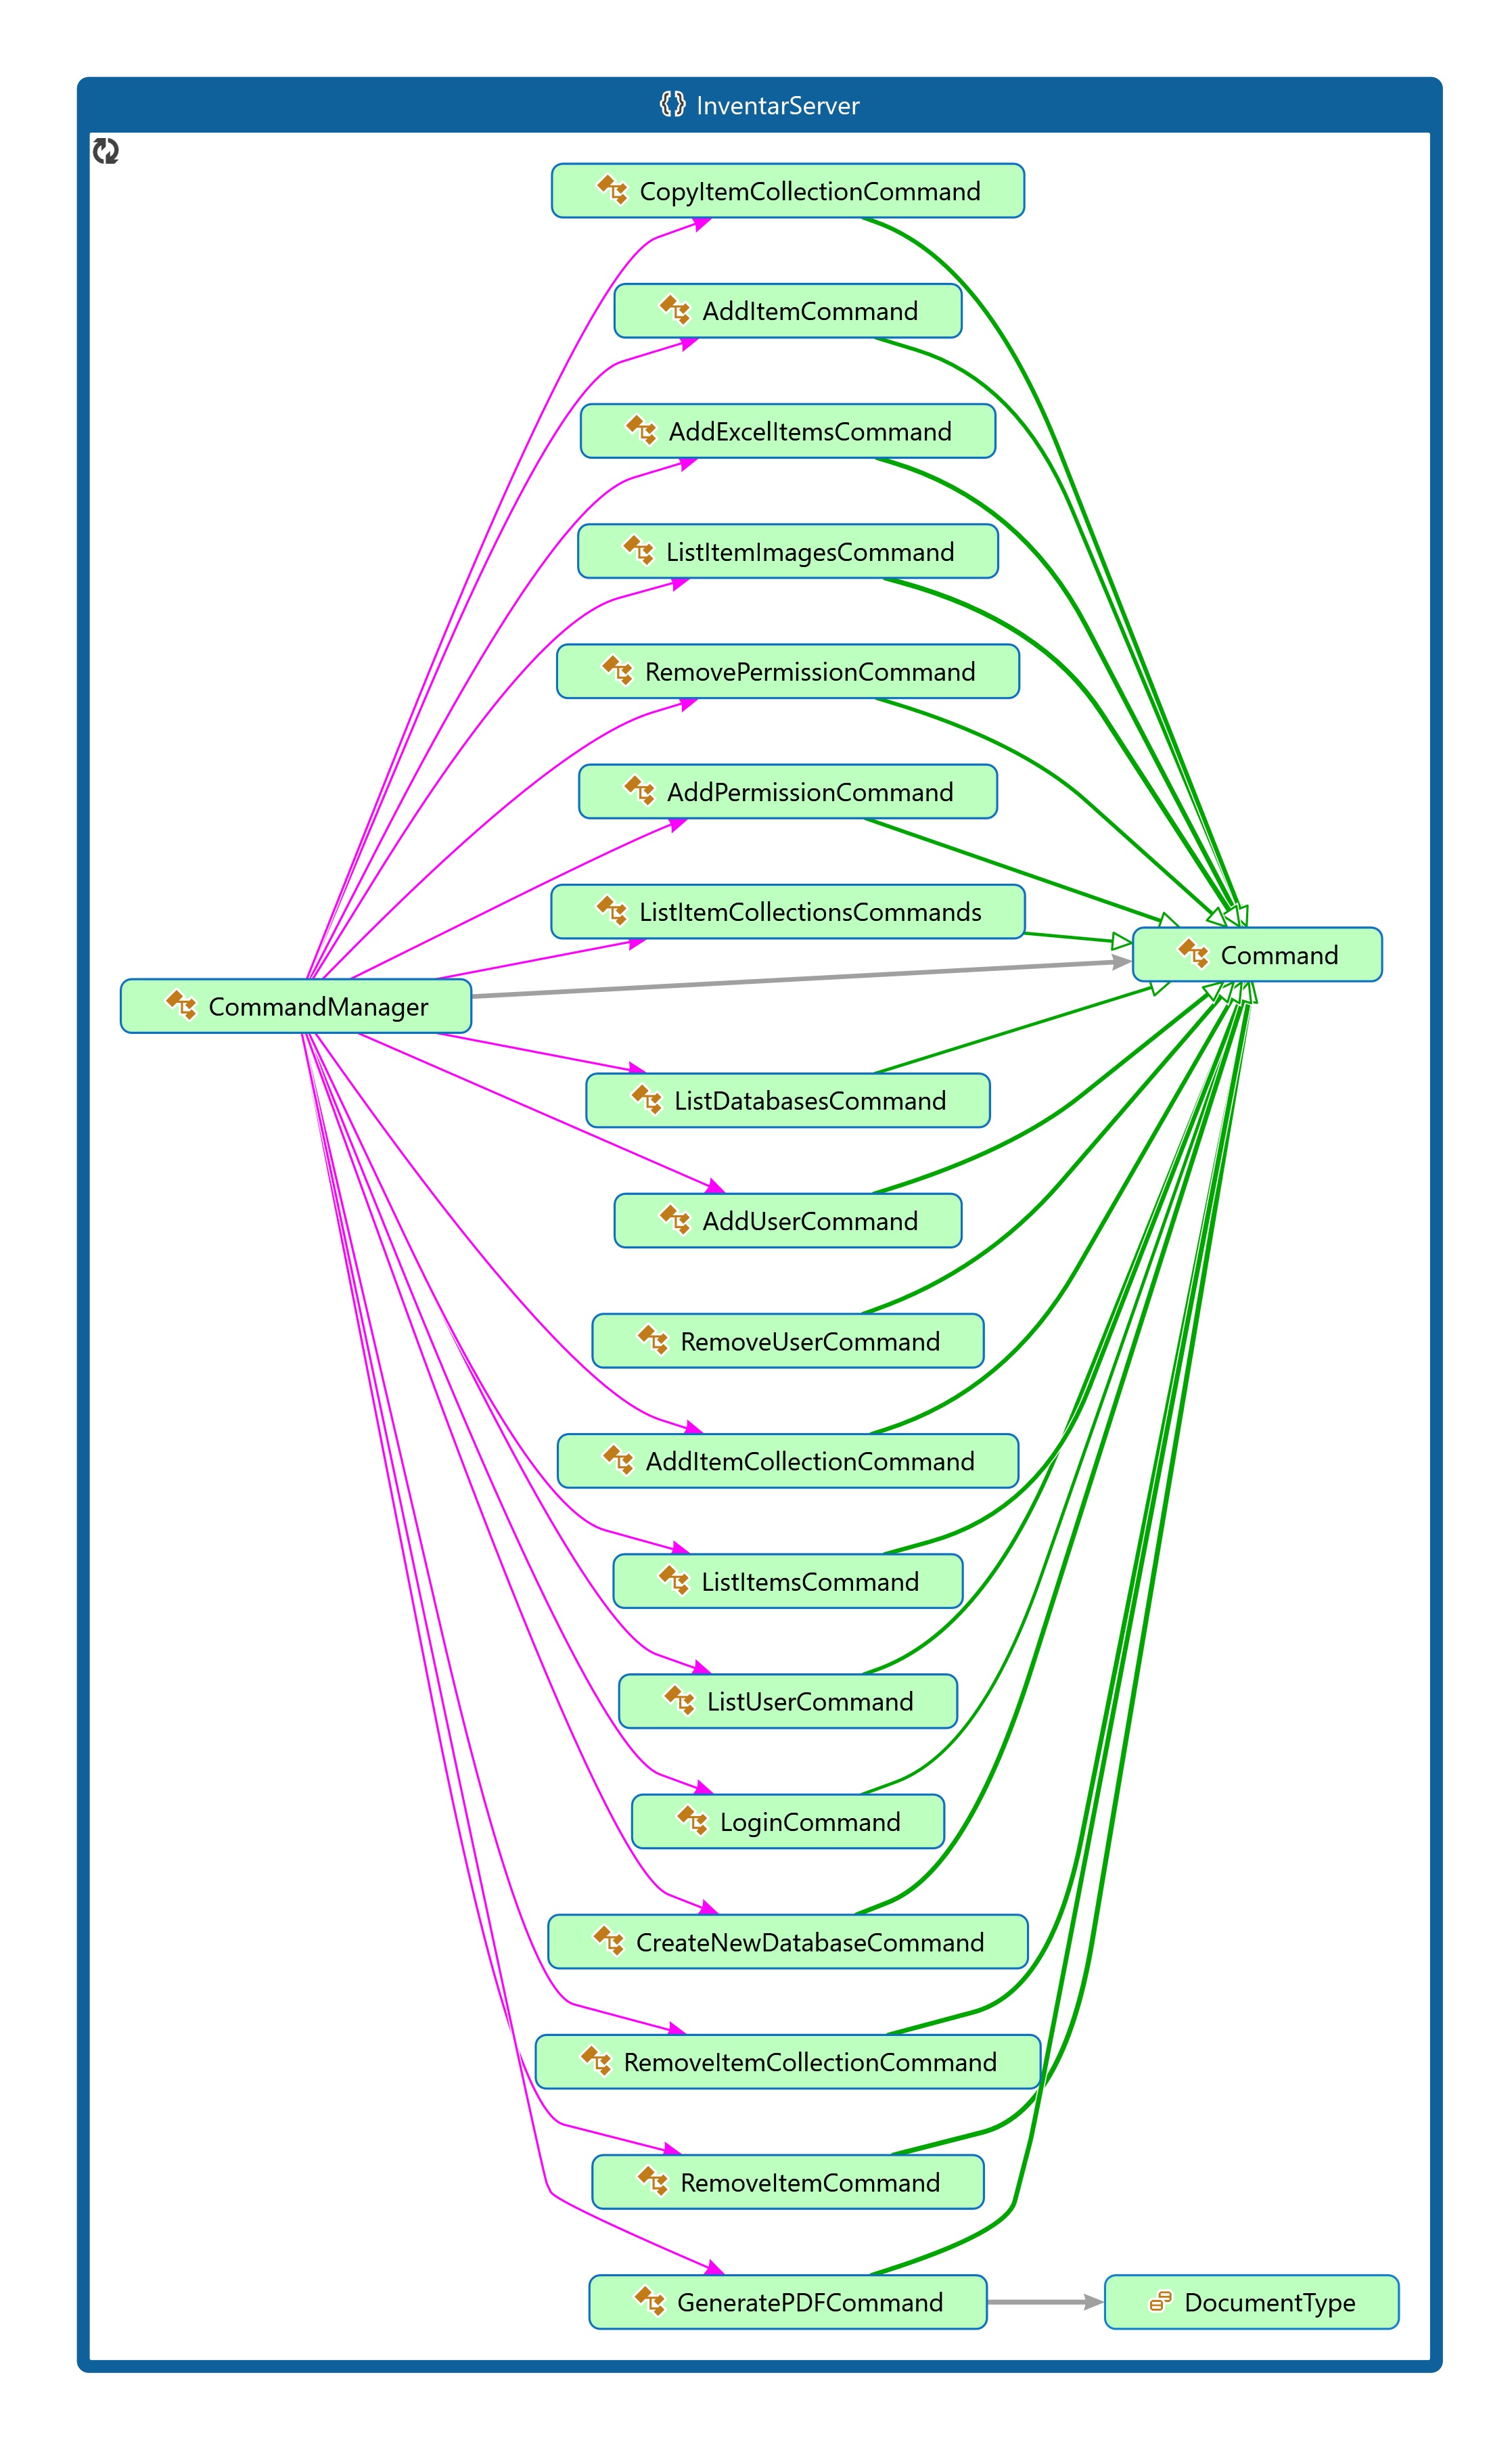 InventarServer
CopyItemCollectionCommand
AddItemCommand
AddExcelItemsCommand
ListItemImagesCommand
RemovePermissionCommand
AddPermissionCommand
ListItemCollectionsCommands
Command
CommandManager
ListDatabasesCommand
AddUserCommand
RemoveUserCommand
AddItemCollectionCommand
ListItemsCommand
ListUserCommand
LoginCommand
CreateNewDatabaseCommand
RemoveItemCollectionCommand
RemoveItemCommand
GeneratePDFCommand
DocumentType